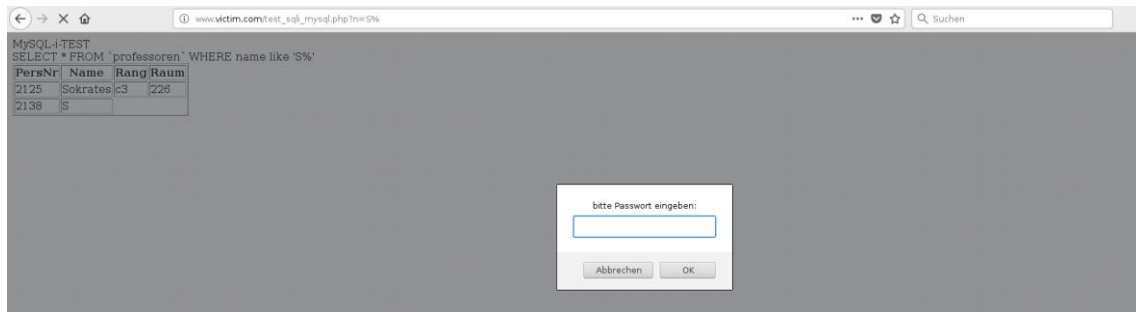 www.victim.com/test_sqli_mysql.php?n=S%
Suchen
MySQL-i-TEST
SELECT * FROM `professoren` WHERE name like 'S%'
PersNr Name Rang Raum
2125 Sokrates c3 226
2138 S
bitte Passwort eingeben:
Abbrechen OK